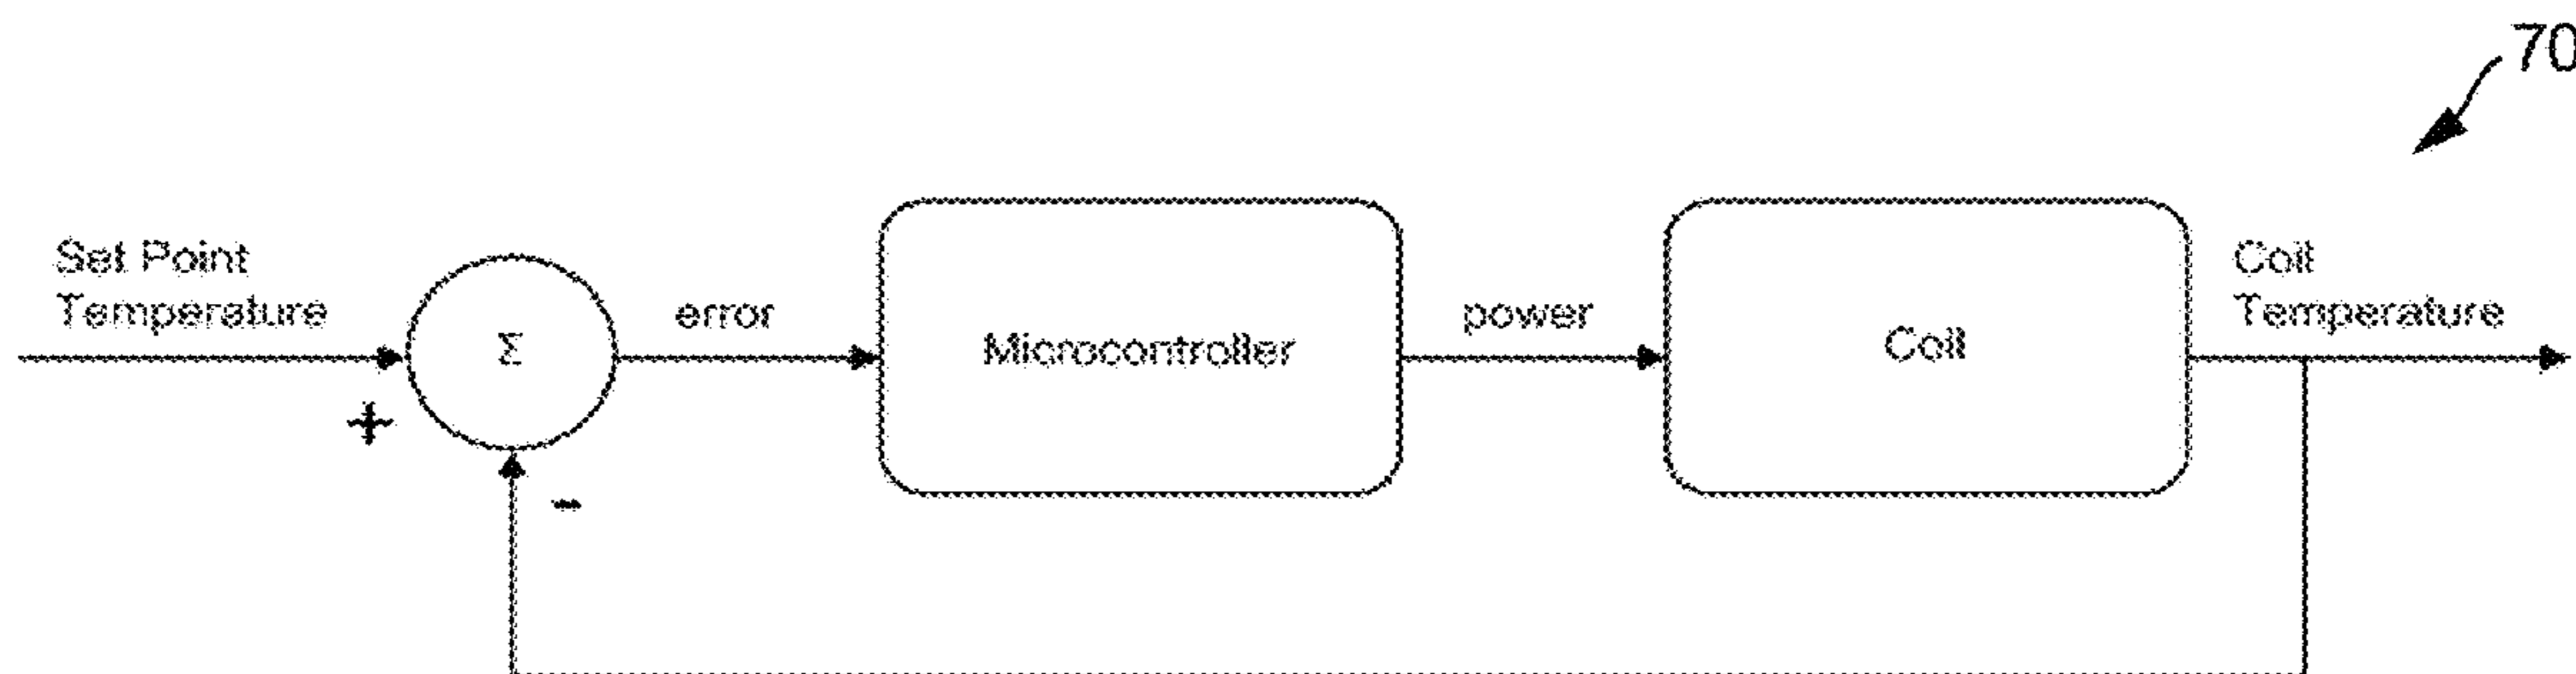 70
Set Point
Temperature
+
Σ
-
error
Microcontroller
power
Coil
Coil
Temperature